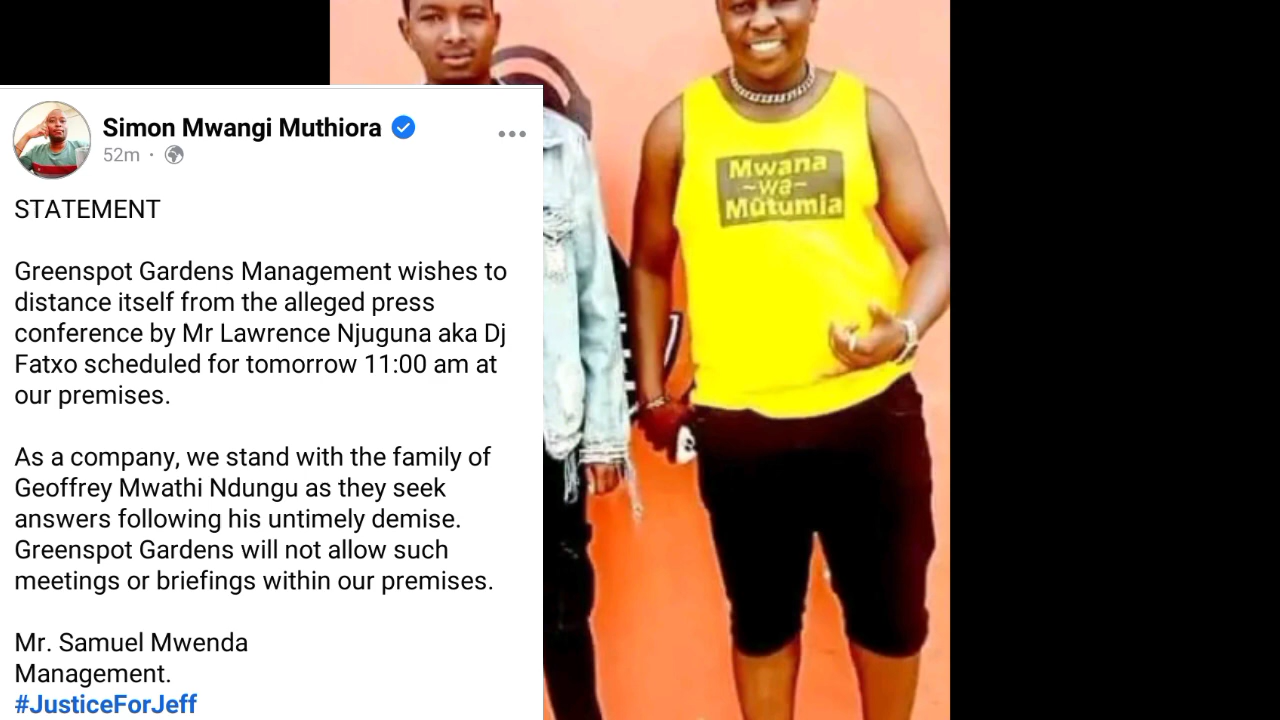 Simon Mwangi Muthiora
52m ·
STATEMENT
Greenspot Gardens Management wishes to
distance itself from the alleged press
conference by Mr Lawrence Njuguna aka Dj
Fatxo scheduled for tomorrow 11:00 am at
our premises.
As a company, we stand with the family of
Geoffrey Mwathi Ndungu as they seek
answers following his untimely demise.
Greenspot Gardens will not allow such
meetings or briefings within our premises.
Mr. Samuel Mwenda
Management.
#JusticeForJeff
Mwana
~wa~
Mũtumia